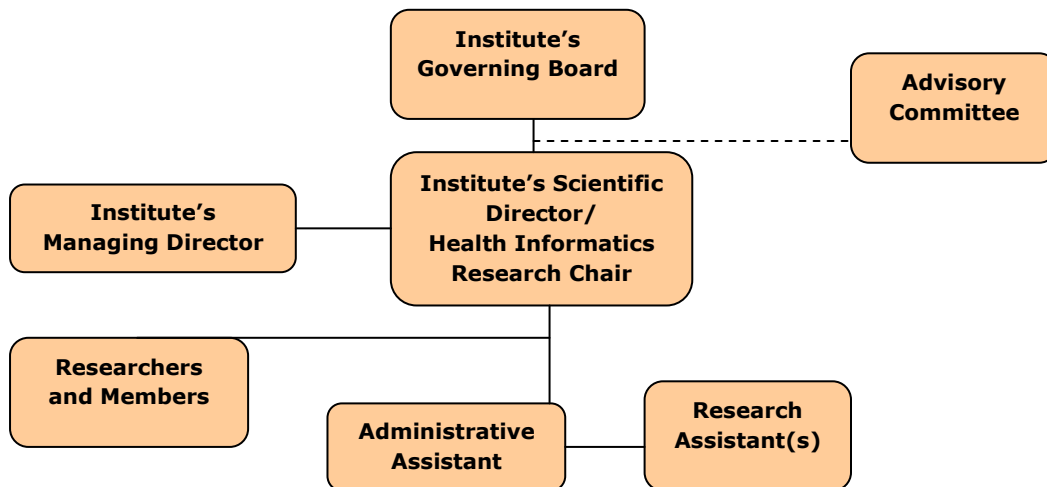 Institute’s
Governing Board
Advisory
Committee
Institute’s Scientific
Director/
Health Informatics
Research Chair
Institute’s
Managing Director
Researchers
and Members
Administrative
Assistant
Research
Assistant(s)